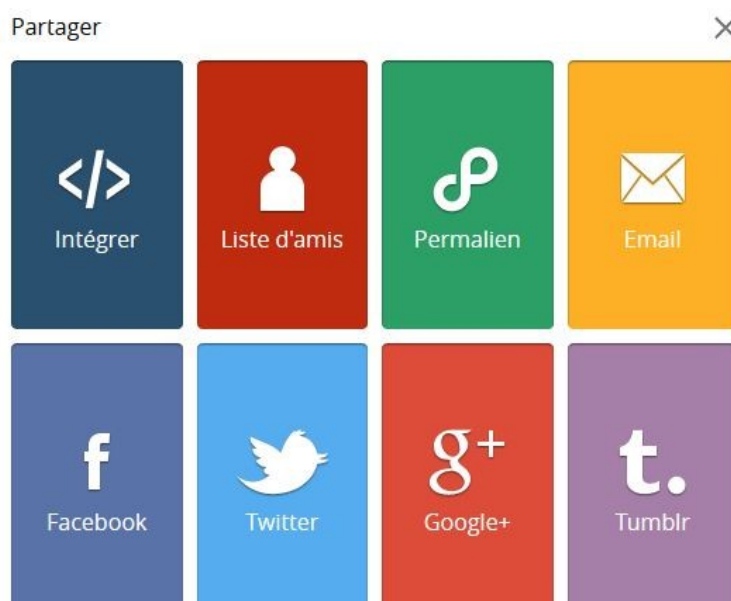 Partager
Intégrer
Liste d'amis
Permalien
Email
Facebook
Twitter
Google+
Tumblr